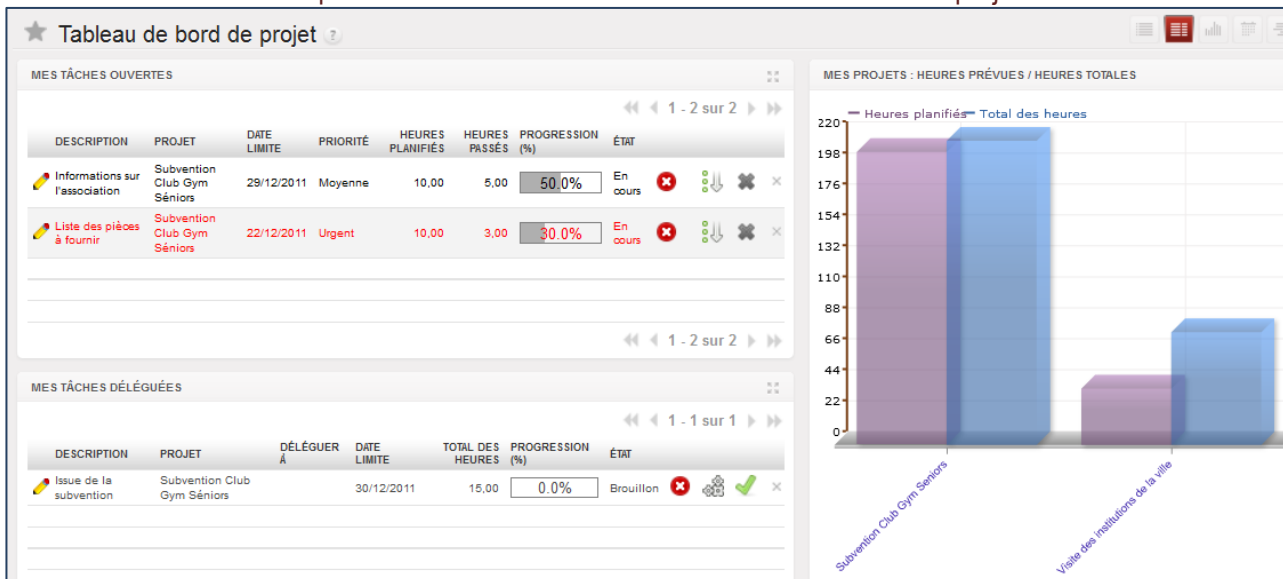 Tableau de bord de projet ?
MES TÂCHES OUVERTES
1 - 2 sur 2
DESCRIPTION PROJET DATE LIMITE PRIORITÉ HEURES PLANIFIÉS HEURES PASSÉS PROGRESSION (%) ÉTAT
Informations sur l'association Subvention Club Gym Séniors 29/12/2011 Moyenne 10,00 5,00 50.0% En cours
Liste des pièces à fournir Subvention Club Gym Séniors 22/12/2011 Urgent 10,00 3,00 30.0% En cours
1 - 2 sur 2
MES TÂCHES DÉLÉGUÉES
1 - 1 sur 1
DESCRIPTION PROJET DÉLÉGUER Á DATE LIMITE TOTAL DES HEURES PROGRESSION (%) ÉTAT
Issue de la subvention Subvention Club Gym Séniors 30/12/2011 15,00 0.0% Brouillon
MES PROJETS : HEURES PRÉVUES / HEURES TOTALES
Heures planifiés Total des heures
220
198
176
154
132
110
88
66
44
22
0
Subvention Club Gym Seniors
Visite des institutions de la ville